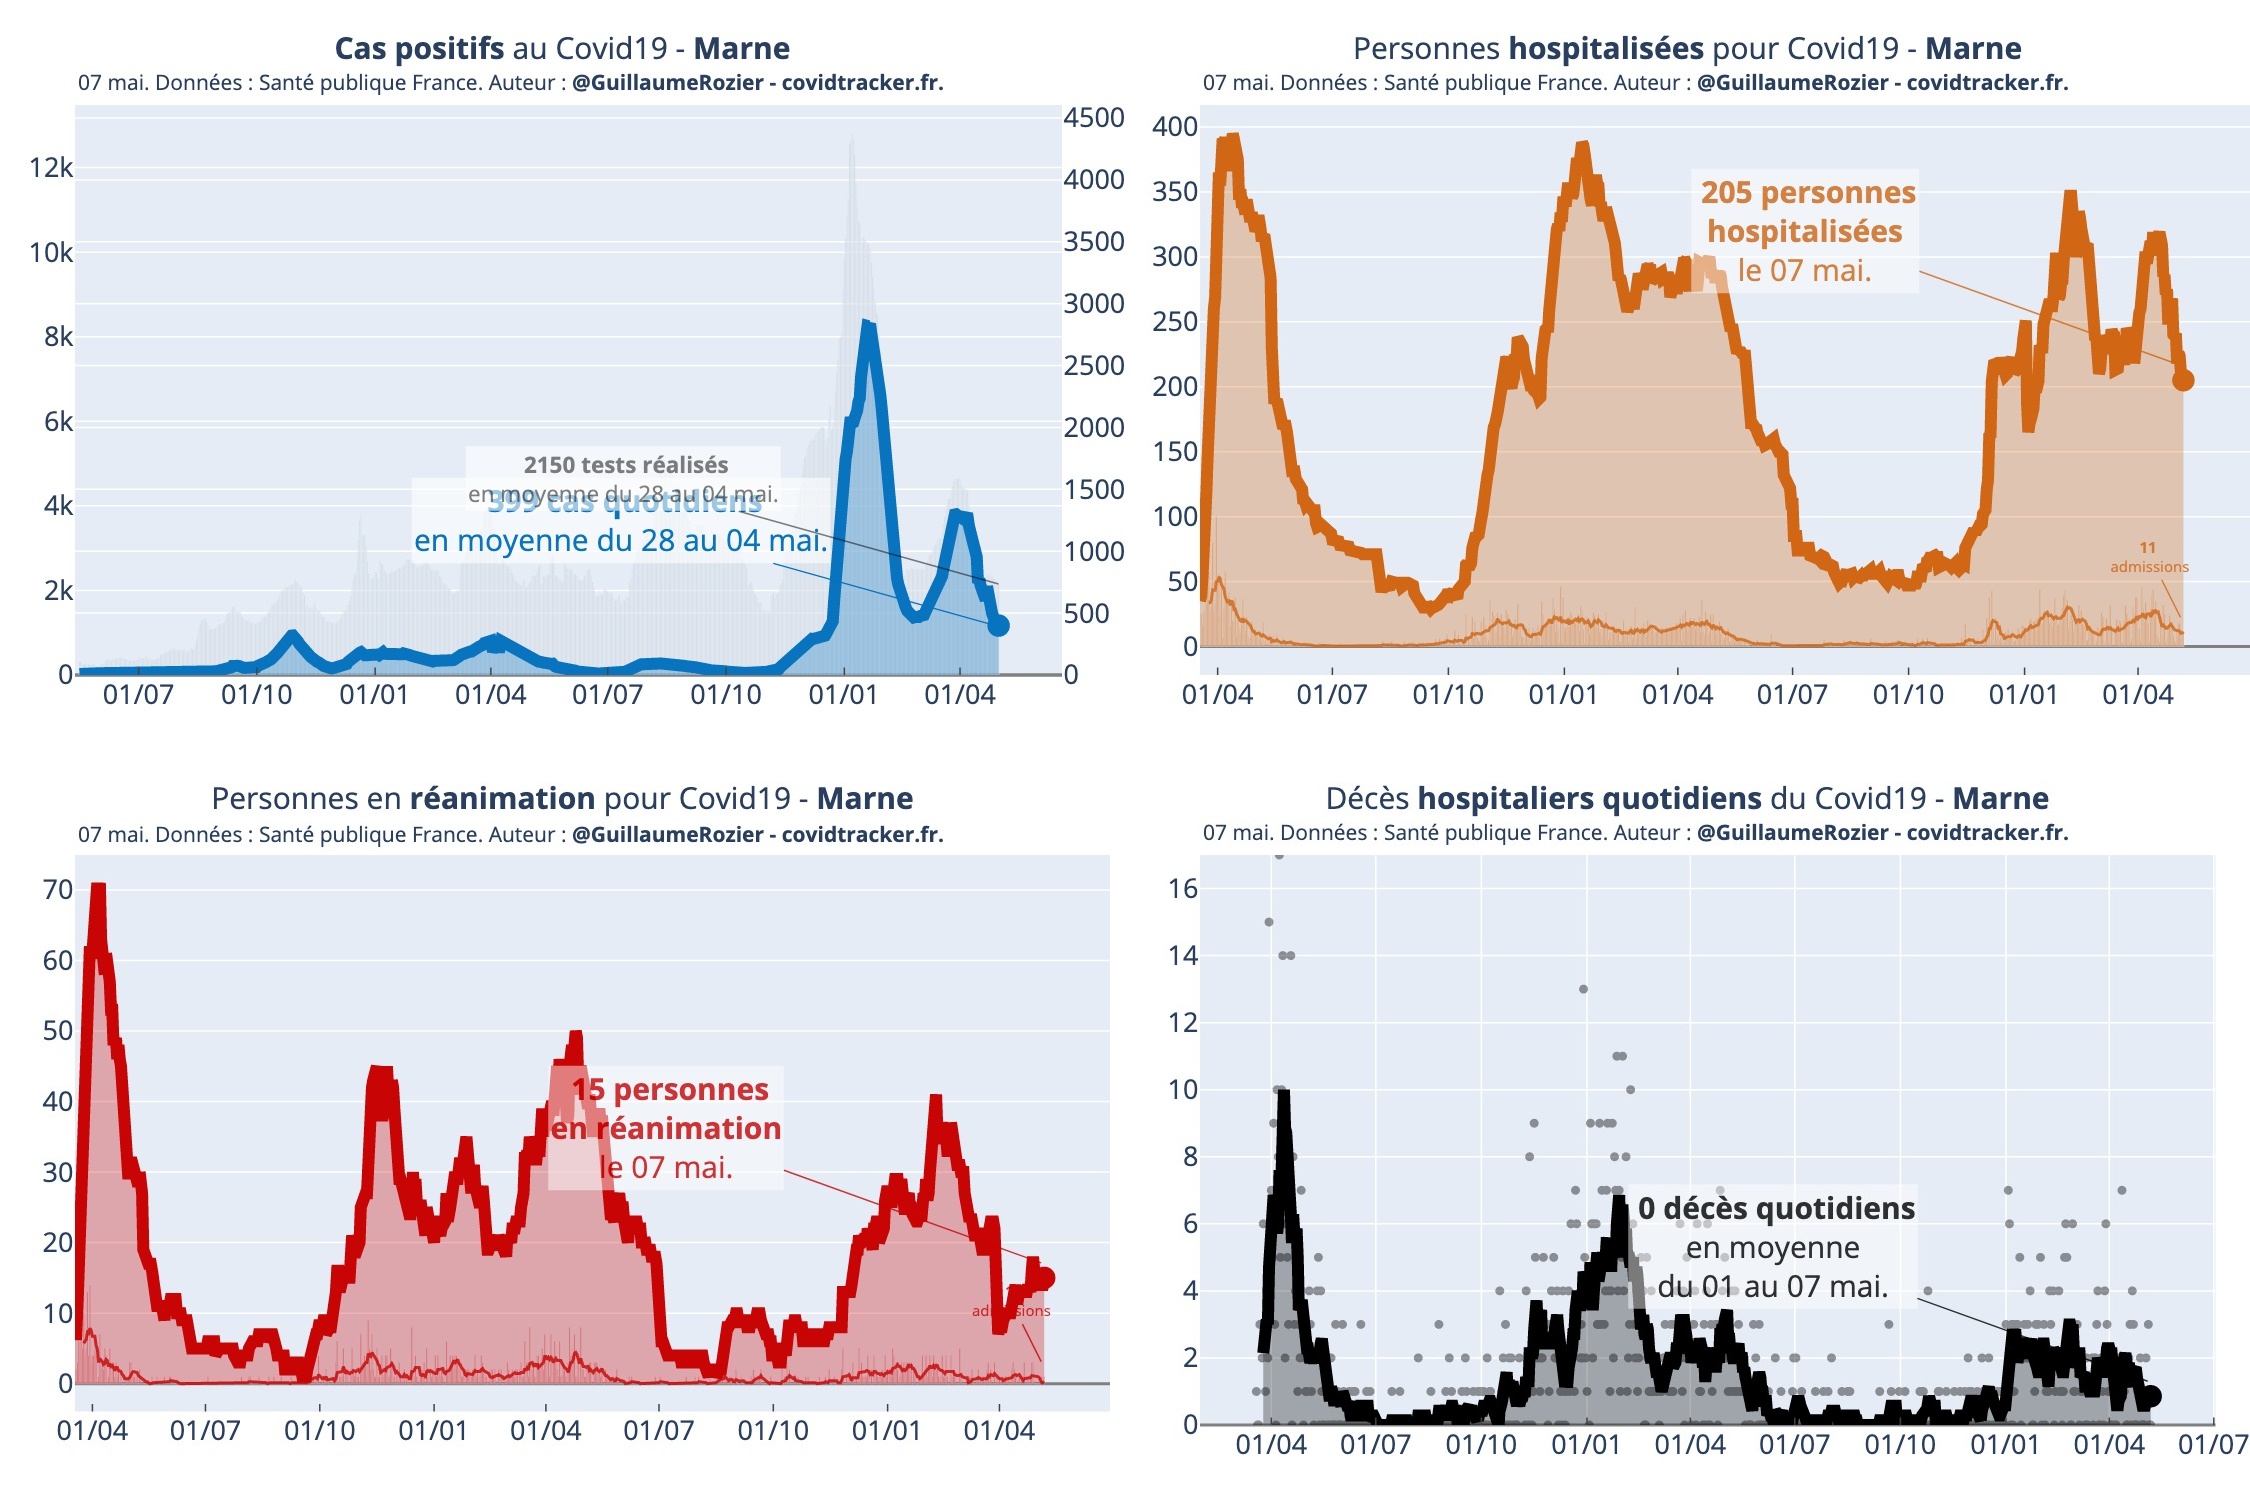 Cas positifs au Covid19 - Marne
07 mai. Données : Santé publique France. Auteur : @GuillaumeRozier - covidtracker.fr.
4500
12k
4000
10k
3500
3000
8k
2500
6k
2000
2150 tests réalisés
en moyenne du 28 au 04 mai.
399 cas quotidiens
en moyenne du 28 au 04 mai.
4k
1500
1000
2k
500
0
0
01/07 01/10 01/01 01/04 01/07 01/10 01/01 01/04
Personnes hospitalisées pour Covid19 - Marne
07 mai. Données : Santé publique France. Auteur : @GuillaumeRozier - covidtracker.fr.
400
350
300
250
200
150
100
50
0
205 personnes
hospitalisées
le 07 mai.
11
admissions
01/04 01/07 01/10 01/01 01/04 01/07 01/10 01/01 01/04
Personnes en réanimation pour Covid19 - Marne
07 mai. Données : Santé publique France. Auteur : @GuillaumeRozier - covidtracker.fr.
70
60
50
40
30
20
10
0
15 personnes
en réanimation
le 07 mai.
admissions
01/04 01/07 01/10 01/01 01/04 01/07 01/10 01/01 01/04
Décès hospitaliers quotidiens du Covid19 - Marne
07 mai. Données : Santé publique France. Auteur : @GuillaumeRozier - covidtracker.fr.
16
14
12
10
8
6
4
2
0
0 décès quotidiens
en moyenne
du 01 au 07 mai.
01/04 01/07 01/10 01/01 01/04 01/07 01/10 01/01 01/04 01/07